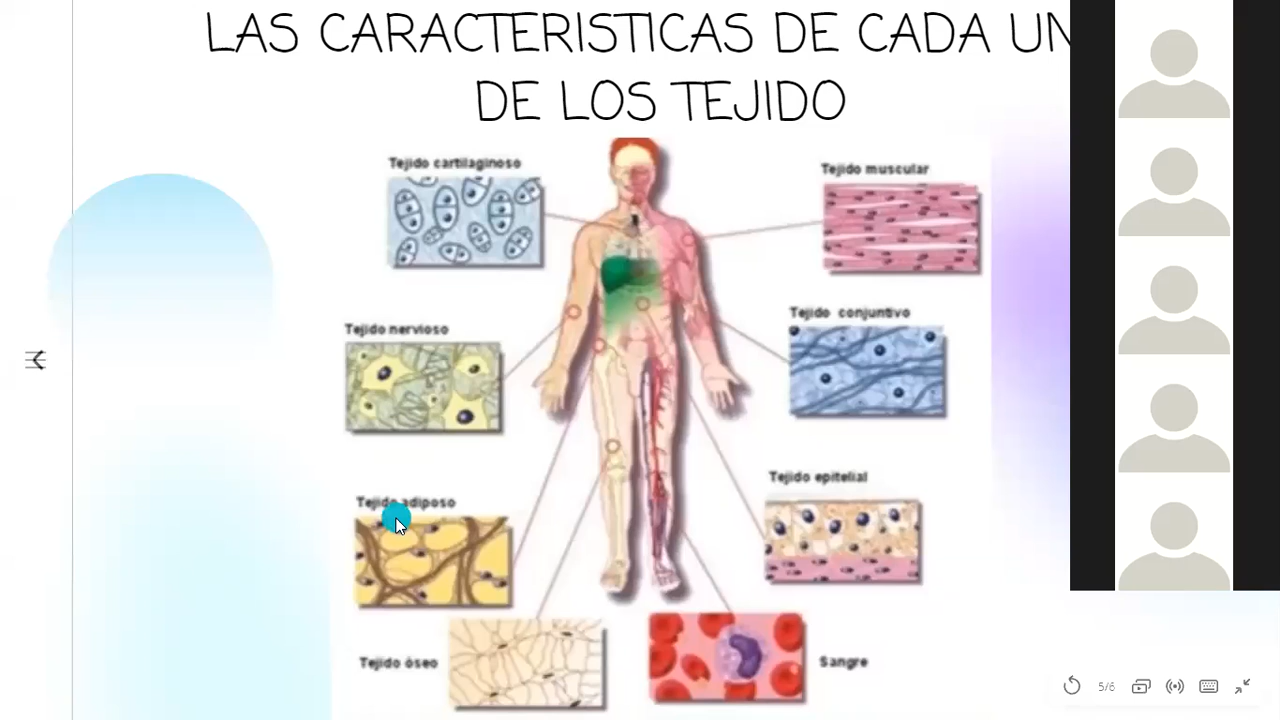 LAS CARACTERISTICAS DE CADA UN
DE LOS TEJIDO
Tejido cartilaginoso
Tejido muscular
Tejido nervioso
Tejido conjuntivo
Tejido adiposo
Tejido epitelial
Tejido óseo
Sangre
5/6